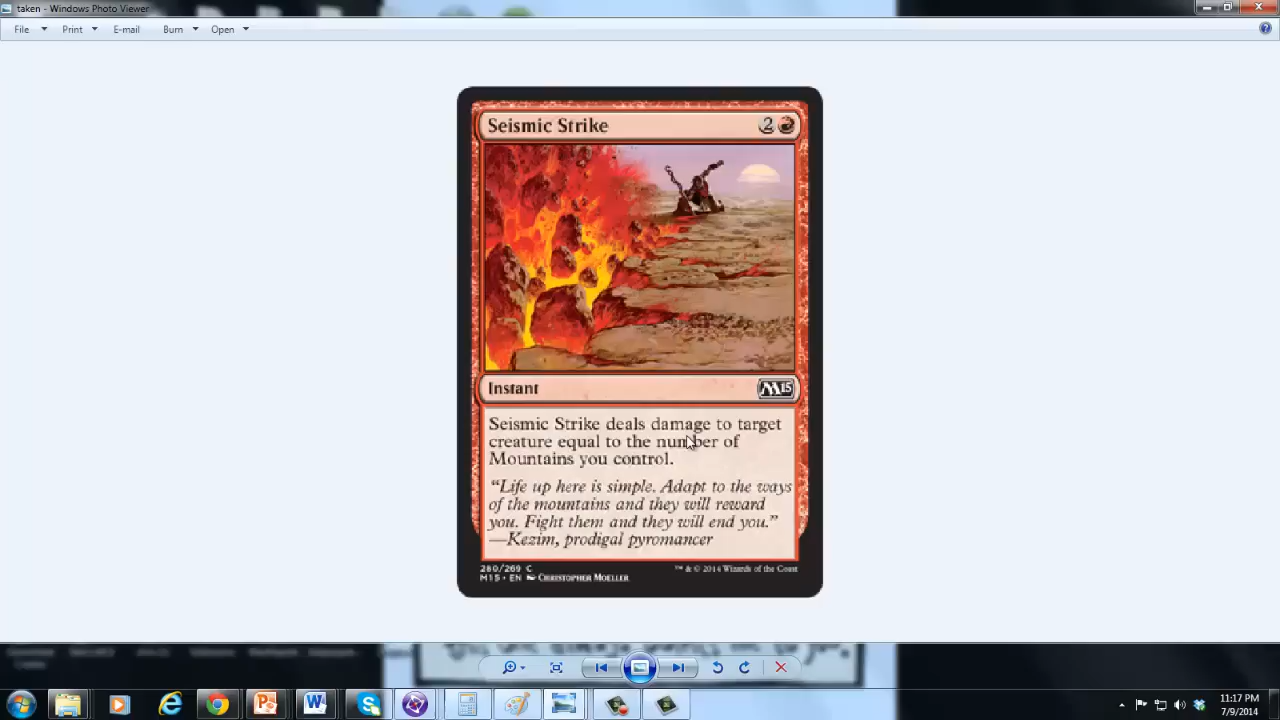 taken - Windows Photo Viewer
File Print E-mail Burn Open
Seismic Strike 2
Instant M15
Seismic Strike deals damage to target
creature equal to the number of
Mountains you control.
“Life up here is simple. Adapt to the ways
of the mountains and they will reward
you. Fight them and they will end you.”
—Kezim, prodigal pyromancer
280/269 C
™ & © 2014 Wizards of the Coast
M15 • EN Christopher Moeller
11:17 PM
7/9/2014